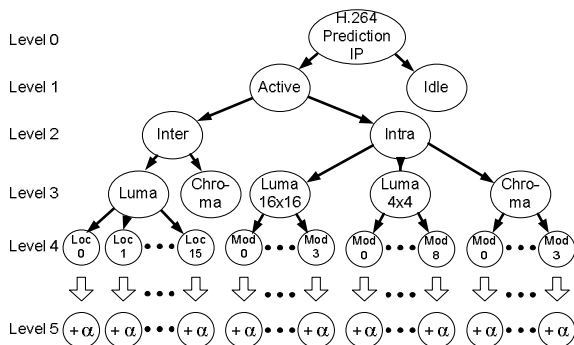 H.264
Prediction
IP
Level 0
Level 1
Active
Idle
Level 2
Inter
Intra
Level 3
Luma
Chro-
ma
Luma
16x16
Luma
4x4
Chro-
ma
Level 4
Loc
0
Loc
1
•••
Loc
15
Mod
0
•••
Mod
3
Mod
0
•••
Mod
8
Mod
0
•••
Mod
3
•••
•••
•••
•••
Level 5
+ α
+ α
•••
+ α
+ α
•••
+ α
+ α
•••
+ α
+ α
•••
+ α